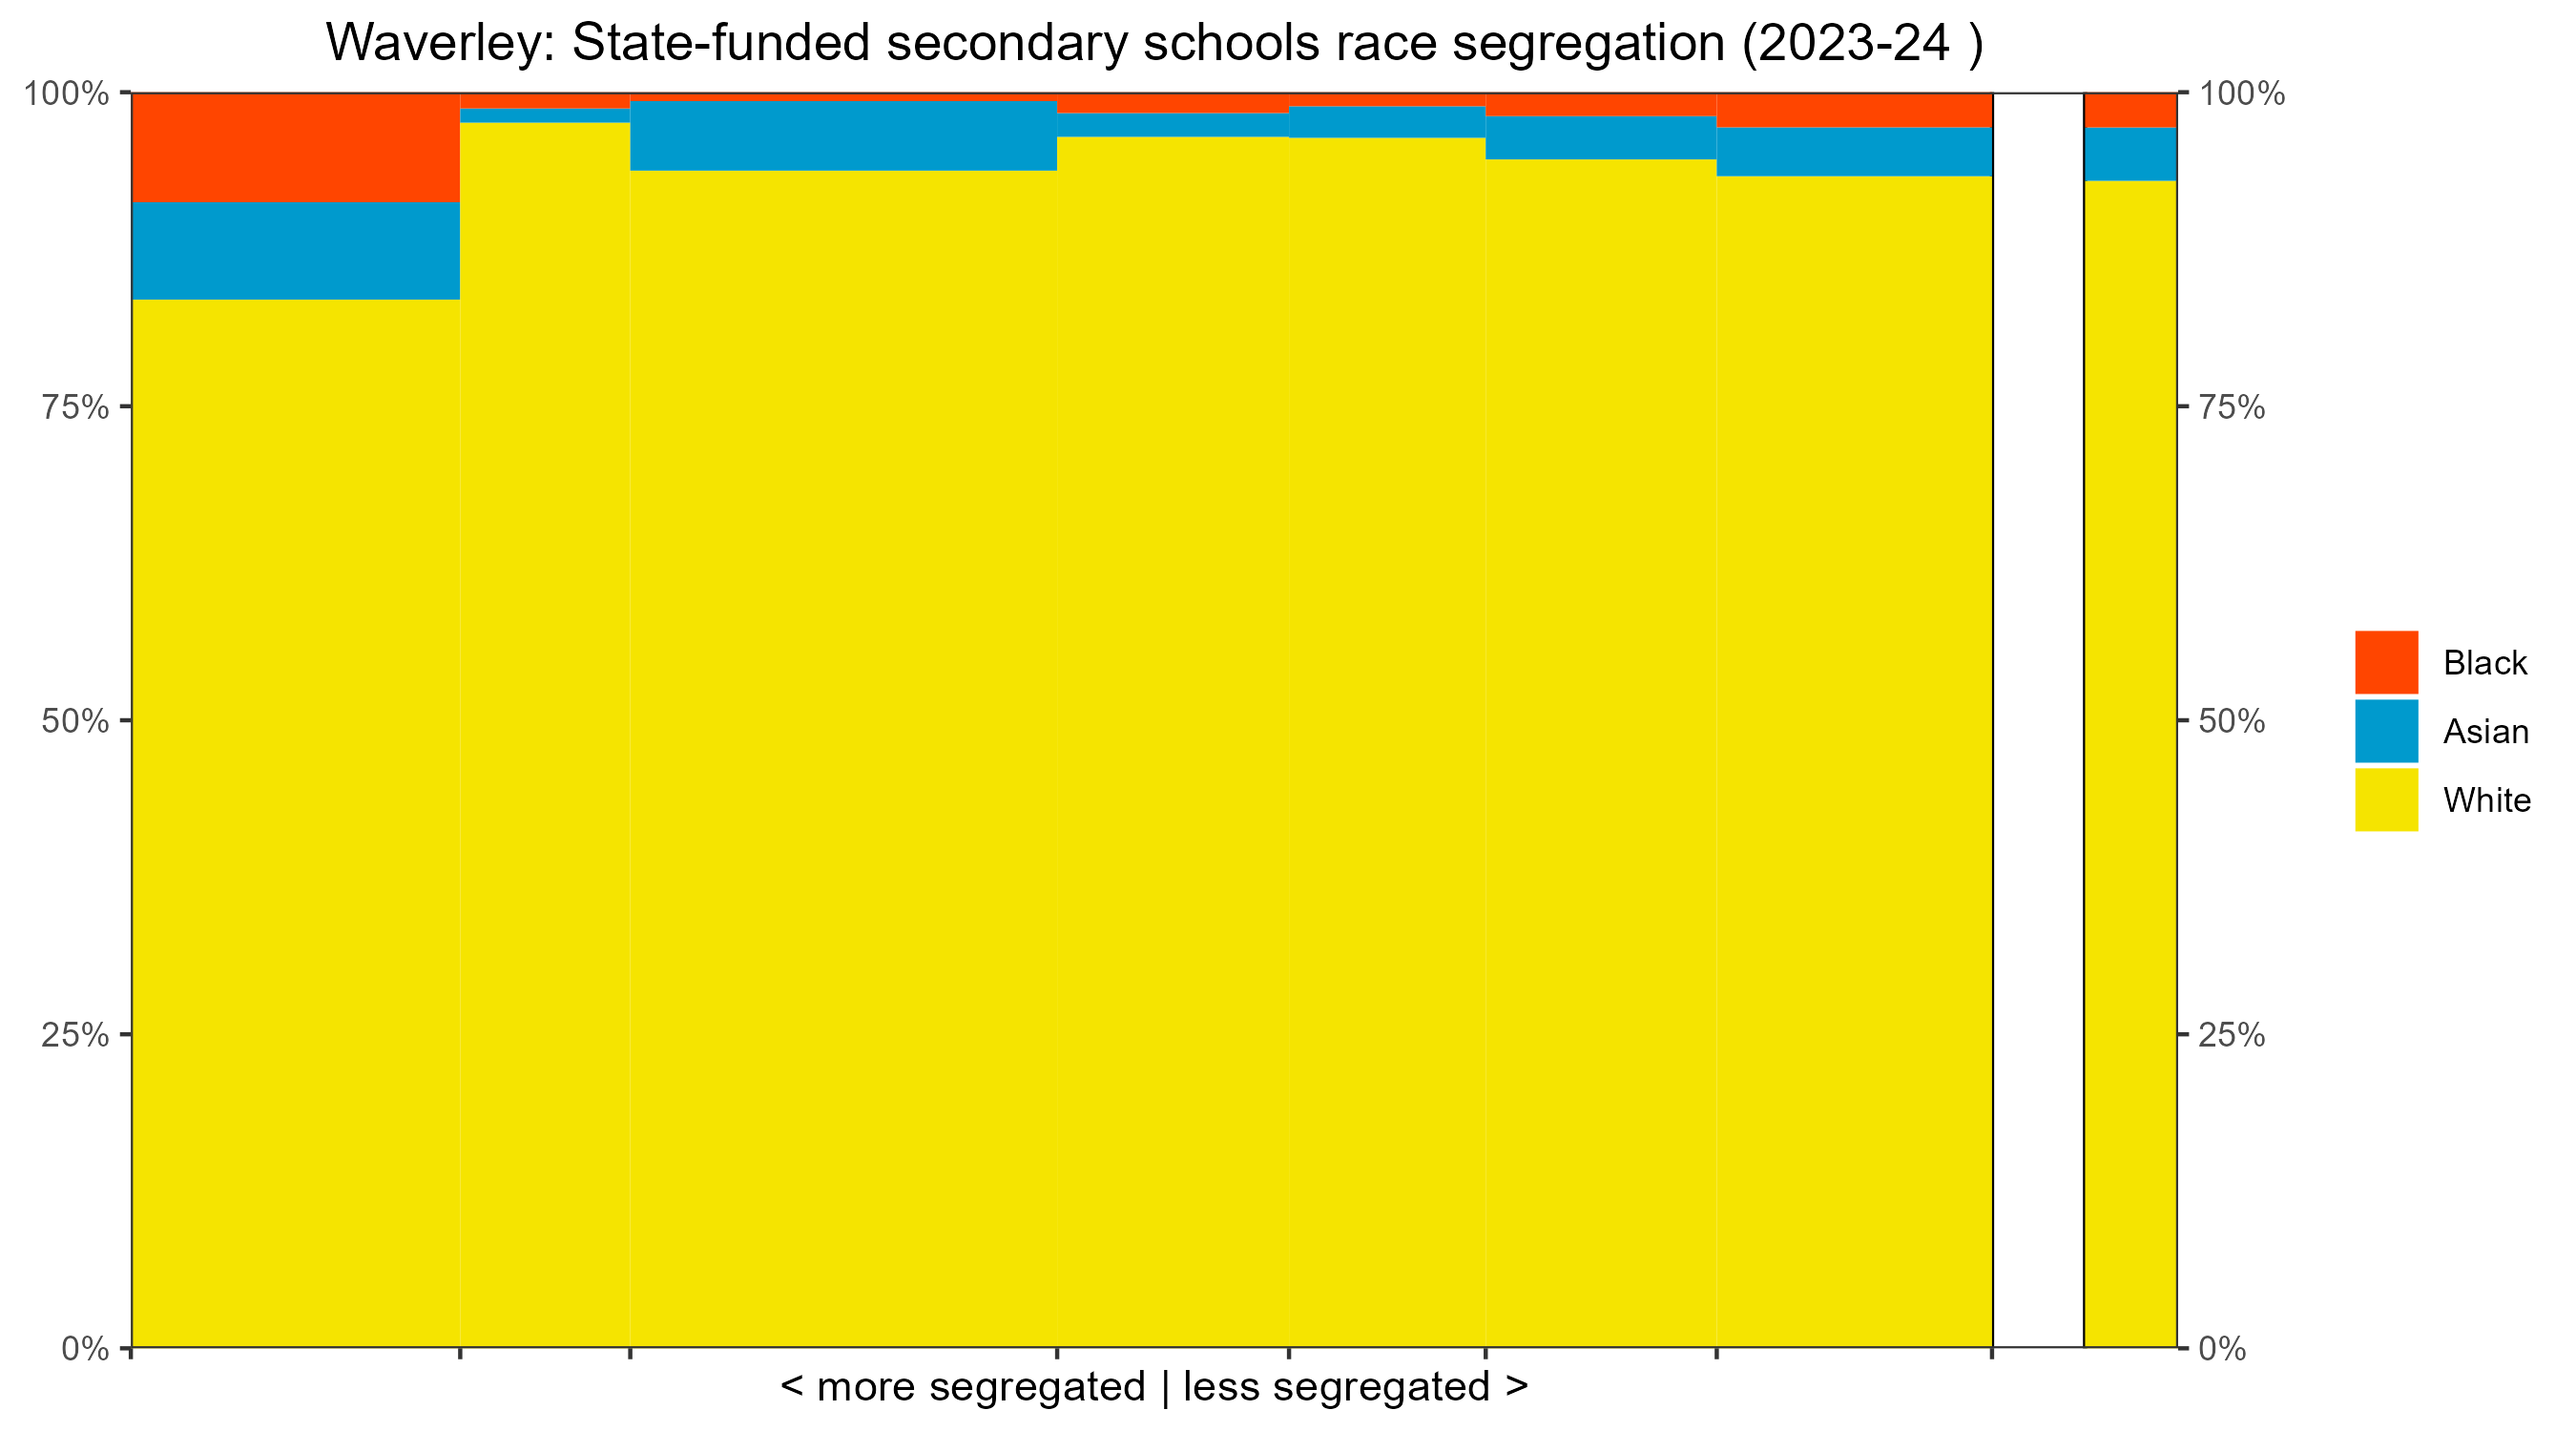 Waverley: State-funded secondary schools race segregation (2023-24 )
100%
75%
50%
25%
0%
100%
75%
50%
25%
0%
Black
Asian
White
< more segregated | less segregated >